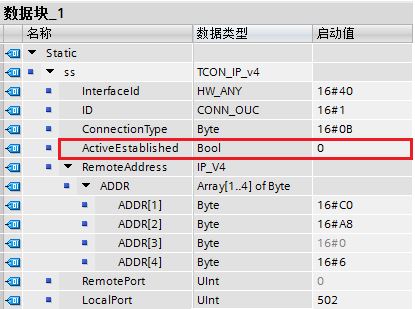 数据块_1
名称 数据类型 启动值
Static
ss TCON_IP_v4
InterfaceId HW_ANY 16#40
ID CONN_OUC 16#1
ConnectionType Byte 16#0B
ActiveEstablished Bool 0
RemoteAddress IP_V4
ADDR Array[1..4] of Byte
ADDR[1] Byte 16#C0
ADDR[2] Byte 16#A8
ADDR[3] Byte 16#0
ADDR[4] Byte 16#6
RemotePort UInt 0
LocalPort UInt 502